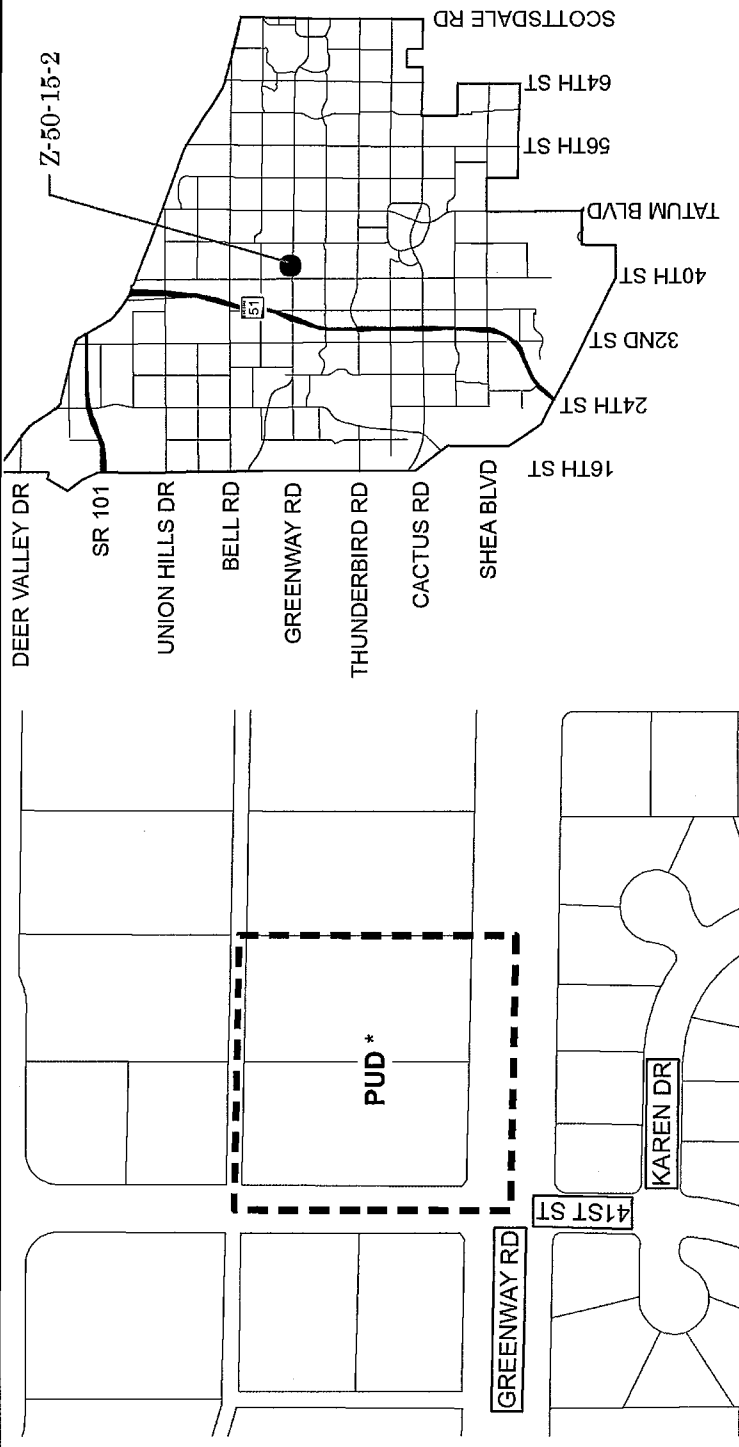 Z-50-15-2
DEER VALLEY DR
SR 101
UNION HILLS DR
BELL RD
GREENWAY RD
THUNDERBIRD RD
CACTUS RD
SHEA BLVD
16TH ST
24TH ST
32ND ST
40TH ST
TATUM BLVD
56TH ST
64TH ST
SCOTTSDALE RD
51
PUD *
GREENWAY RD
41ST ST
KAREN DR